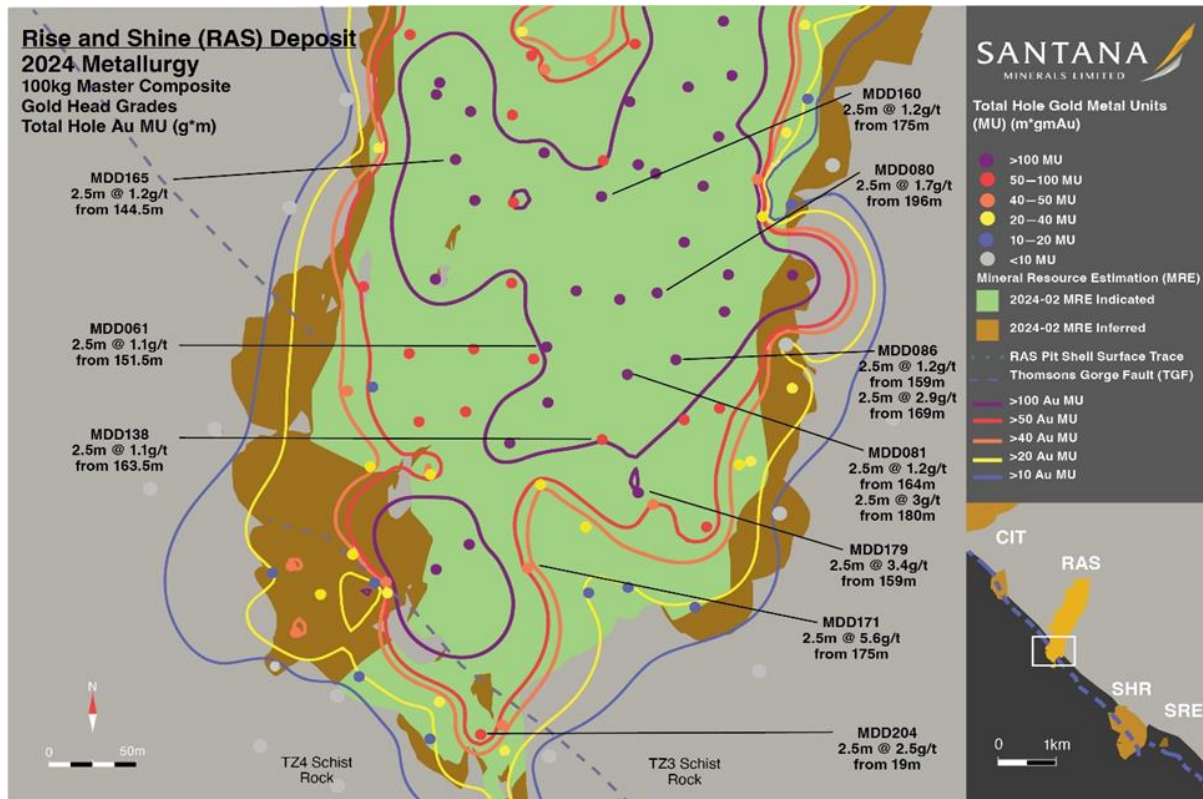 Rise and Shine (RAS) Deposit
2024 Metallurgy
100kg Master Composite
Gold Head Grades
Total Hole Au MU (g*m)
MDD165
2.5m @ 1.2g/t
from 144.5m
MDD061
2.5m @ 1.1g/t
from 151.5m
MDD138
2.5m @ 1.1g/t
from 163.5m
MDD160
2.5m @ 1.2g/t
from 175m
MDD080
2.5m @ 1.7g/t
from 196m
MDD086
2.5m @ 1.2g/t
from 159m
2.5m @ 2.9g/t
from 169m
MDD081
2.5m @ 1.2g/t
from 164m
2.5m @ 3g/t
from 180m
MDD179
2.5m @ 3.4g/t
from 159m
MDD171
2.5m @ 5.6g/t
from 175m
MDD204
2.5m @ 2.5g/t
from 19m
N
0 50m
TZ4 Schist
Rock
TZ3 Schist
Rock
SANTANA
MINERALS LIMITED
Total Hole Gold Metal Units
(MU) (m*gmAu)
>100 MU
50—100 MU
40—50 MU
20—40 MU
10—20 MU
<10 MU
Mineral Resource Estimation (MRE)
2024-02 MRE Indicated
2024-02 MRE Inferred
RAS Pit Shell Surface Trace
Thomsons Gorge Fault (TGF)
>100 Au MU
>50 Au MU
>40 Au MU
>20 Au MU
>10 Au MU
CIT
RAS
SHR
SRE
0 1km